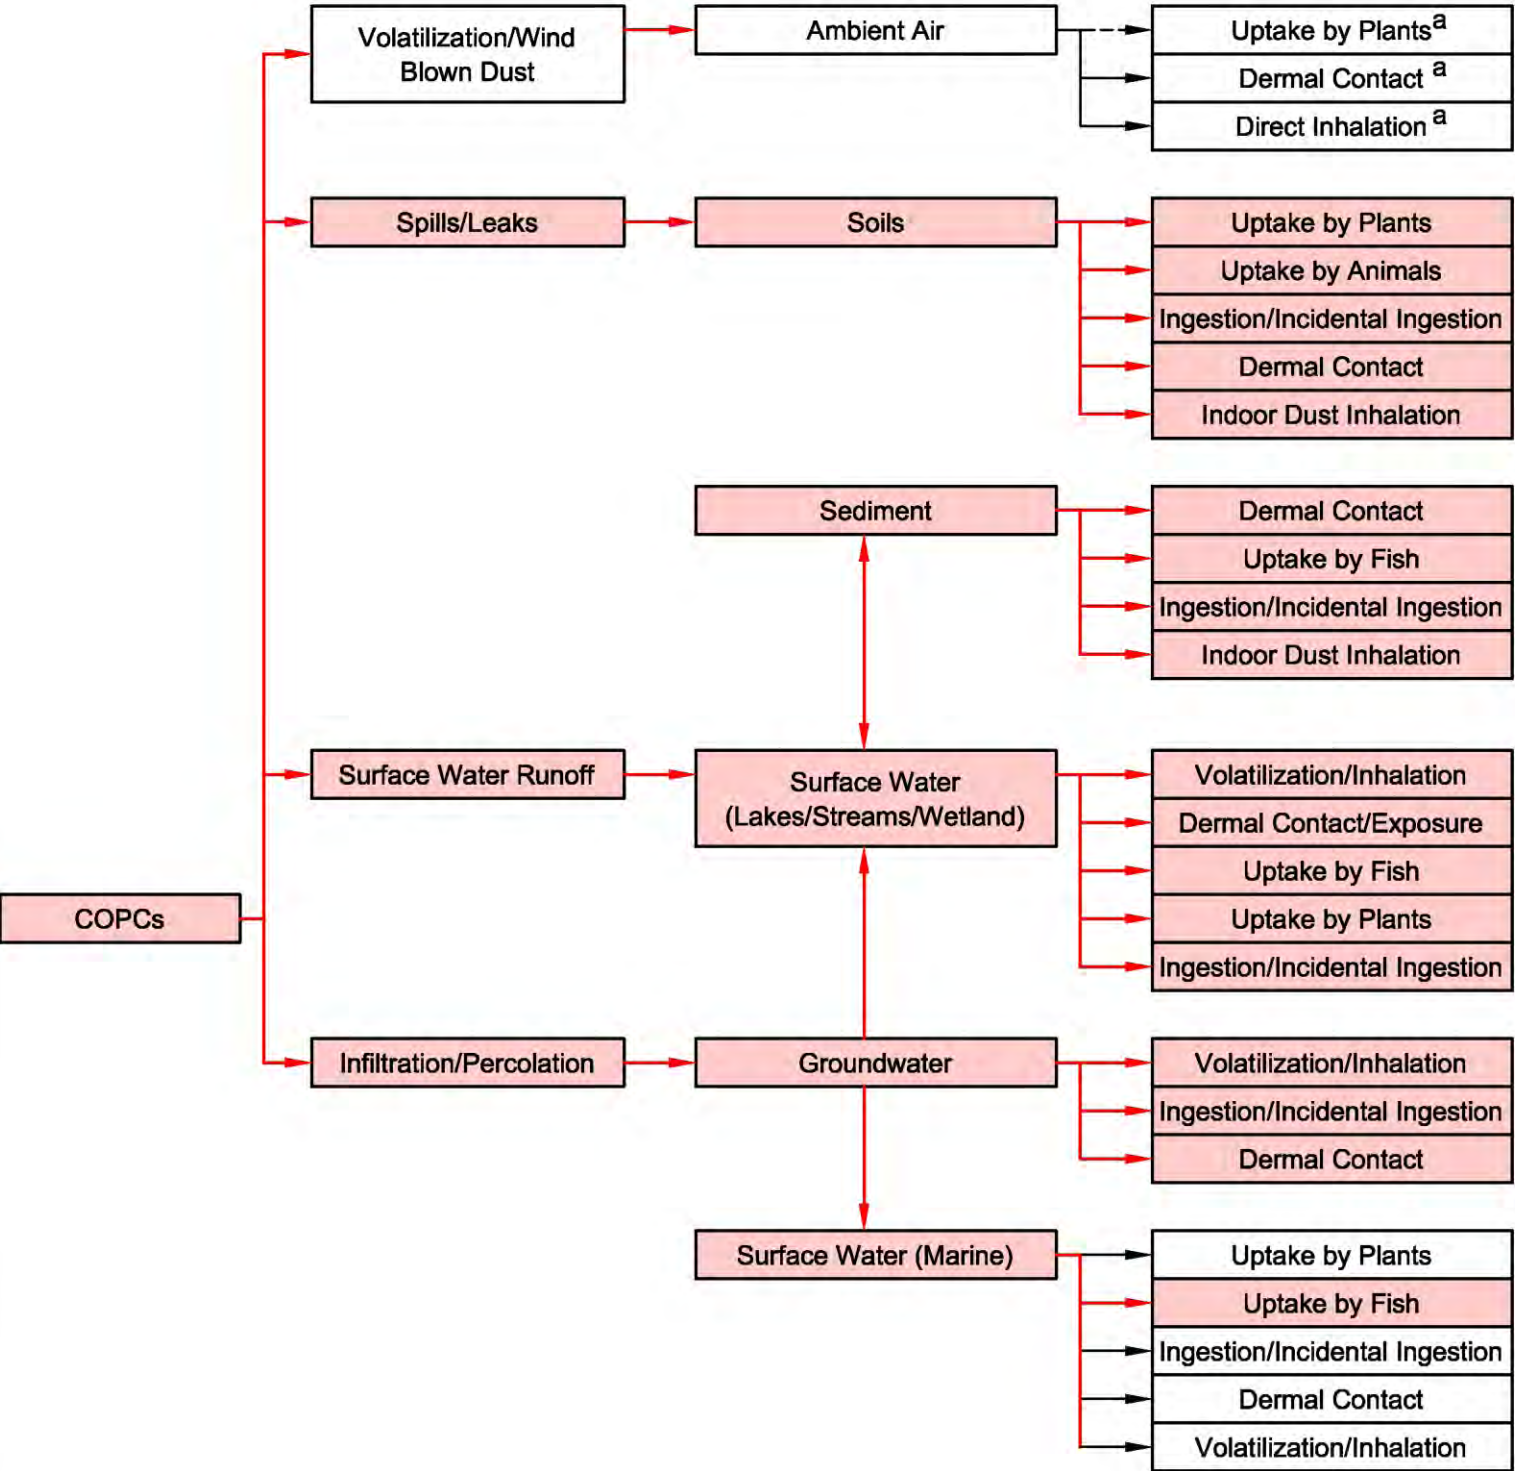 Volatilization/Wind
Blown Dust
Ambient Air
Uptake by Plants a
Dermal Contact a
Direct Inhalation a
Spills/Leaks
Soils
Uptake by Plants
Uptake by Animals
Ingestion/Incidental Ingestion
Dermal Contact
Indoor Dust Inhalation
Sediment
Dermal Contact
Uptake by Fish
Ingestion/Incidental Ingestion
Indoor Dust Inhalation
Surface Water Runoff
Surface Water
(Lakes/Streams/Wetland)
Volatilization/Inhalation
Dermal Contact/Exposure
Uptake by Fish
Uptake by Plants
Ingestion/Incidental Ingestion
COPCs
Infiltration/Percolation
Groundwater
Volatilization/Inhalation
Ingestion/Incidental Ingestion
Dermal Contact
Surface Water (Marine)
Uptake by Plants
Uptake by Fish
Ingestion/Incidental Ingestion
Dermal Contact
Volatilization/Inhalation